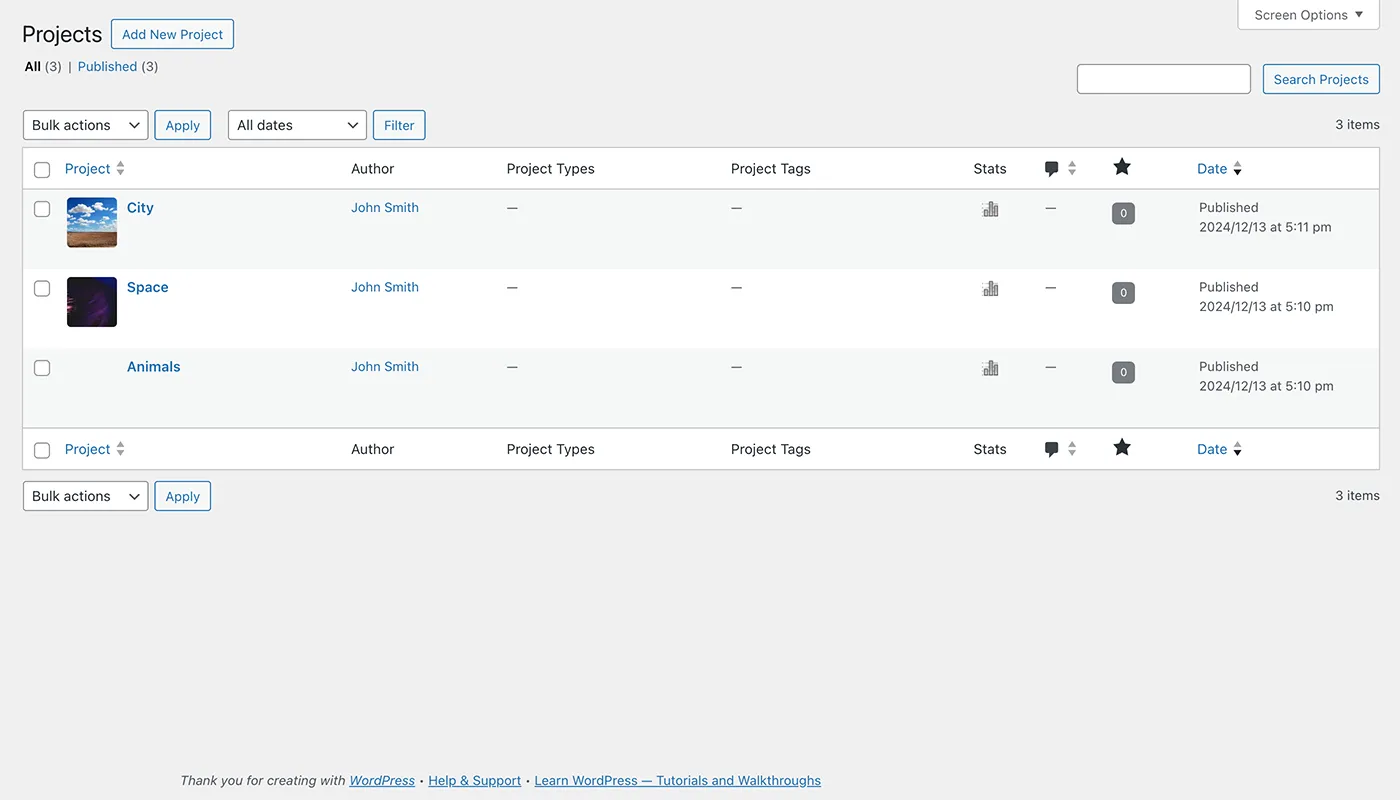 Screen Options ▼
Projects Add New Project
All (3) | Published (3)
Search Projects
Bulk actions Apply All dates Filter 3 items
Project Author Project Types Project Tags Stats Date
City John Smith — — — 0 Published
2024/12/13 at 5:11 pm
Space John Smith — — — 0 Published
2024/12/13 at 5:10 pm
Animals John Smith — — — 0 Published
2024/12/13 at 5:10 pm
Project Author Project Types Project Tags Stats Date
Bulk actions Apply 3 items
Thank you for creating with WordPress • Help & Support • Learn WordPress — Tutorials and Walkthroughs